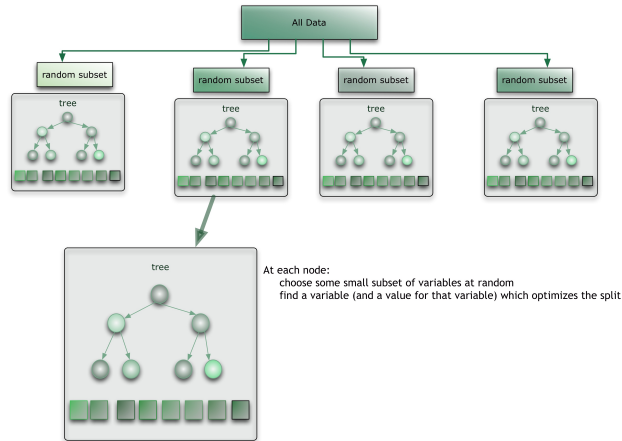 All Data
random subset
random subset
random subset
random subset
tree
tree
tree
tree
tree
At each node:
choose some small subset of variables at random
find a variable (and a value for that variable) which optimizes the split